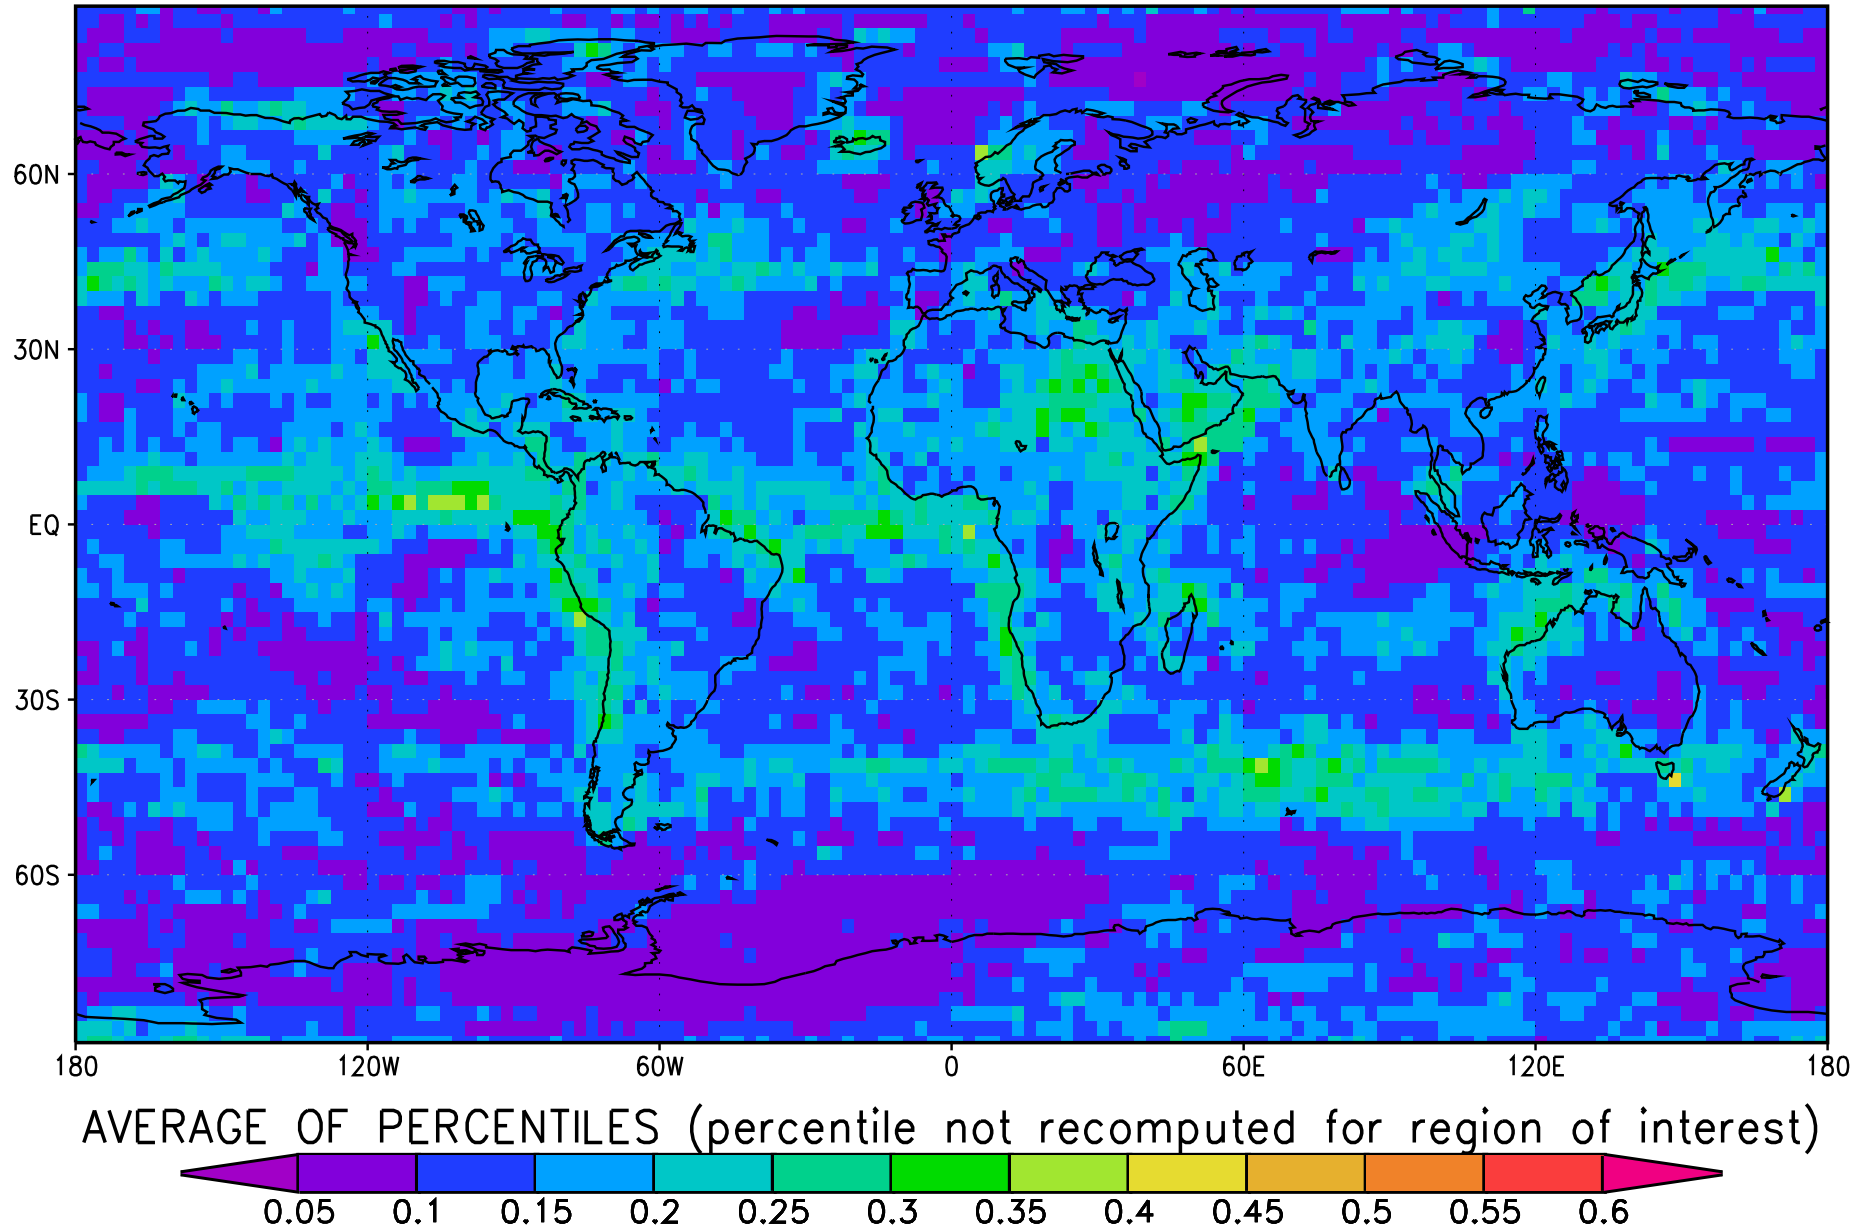 60N
30N
EQ
30S
60S
180 120W 60W 0 60E 120E 180
AVERAGE OF PERCENTILES (percentile not recomputed for region of interest)
0.05 0.1 0.15 0.2 0.25 0.3 0.35 0.4 0.45 0.5 0.55 0.6